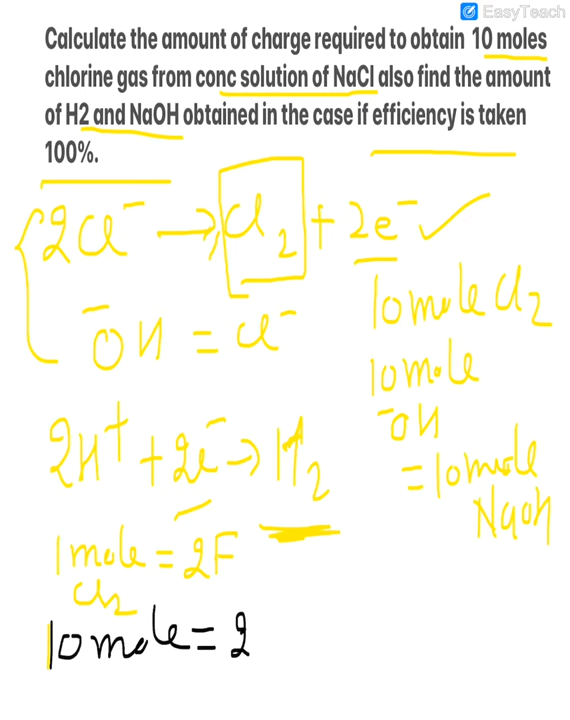 EasyTeach
Calculate the amount of charge required to obtain 10 moles
chlorine gas from conc solution of NaCl also find the amount
of H2 and NaOH obtained in the case if efficiency is taken
100%.
2Cl⁻ → Cl₂ + 2e⁻ ✓
⁻OH = Cl⁻
10 mole Cl₂
10 mole
⁻OH
= 10 mole
NaOH
2H⁺ + 2e⁻ → H₂
1 mole = 2F
Cl₂
10 mole = 2